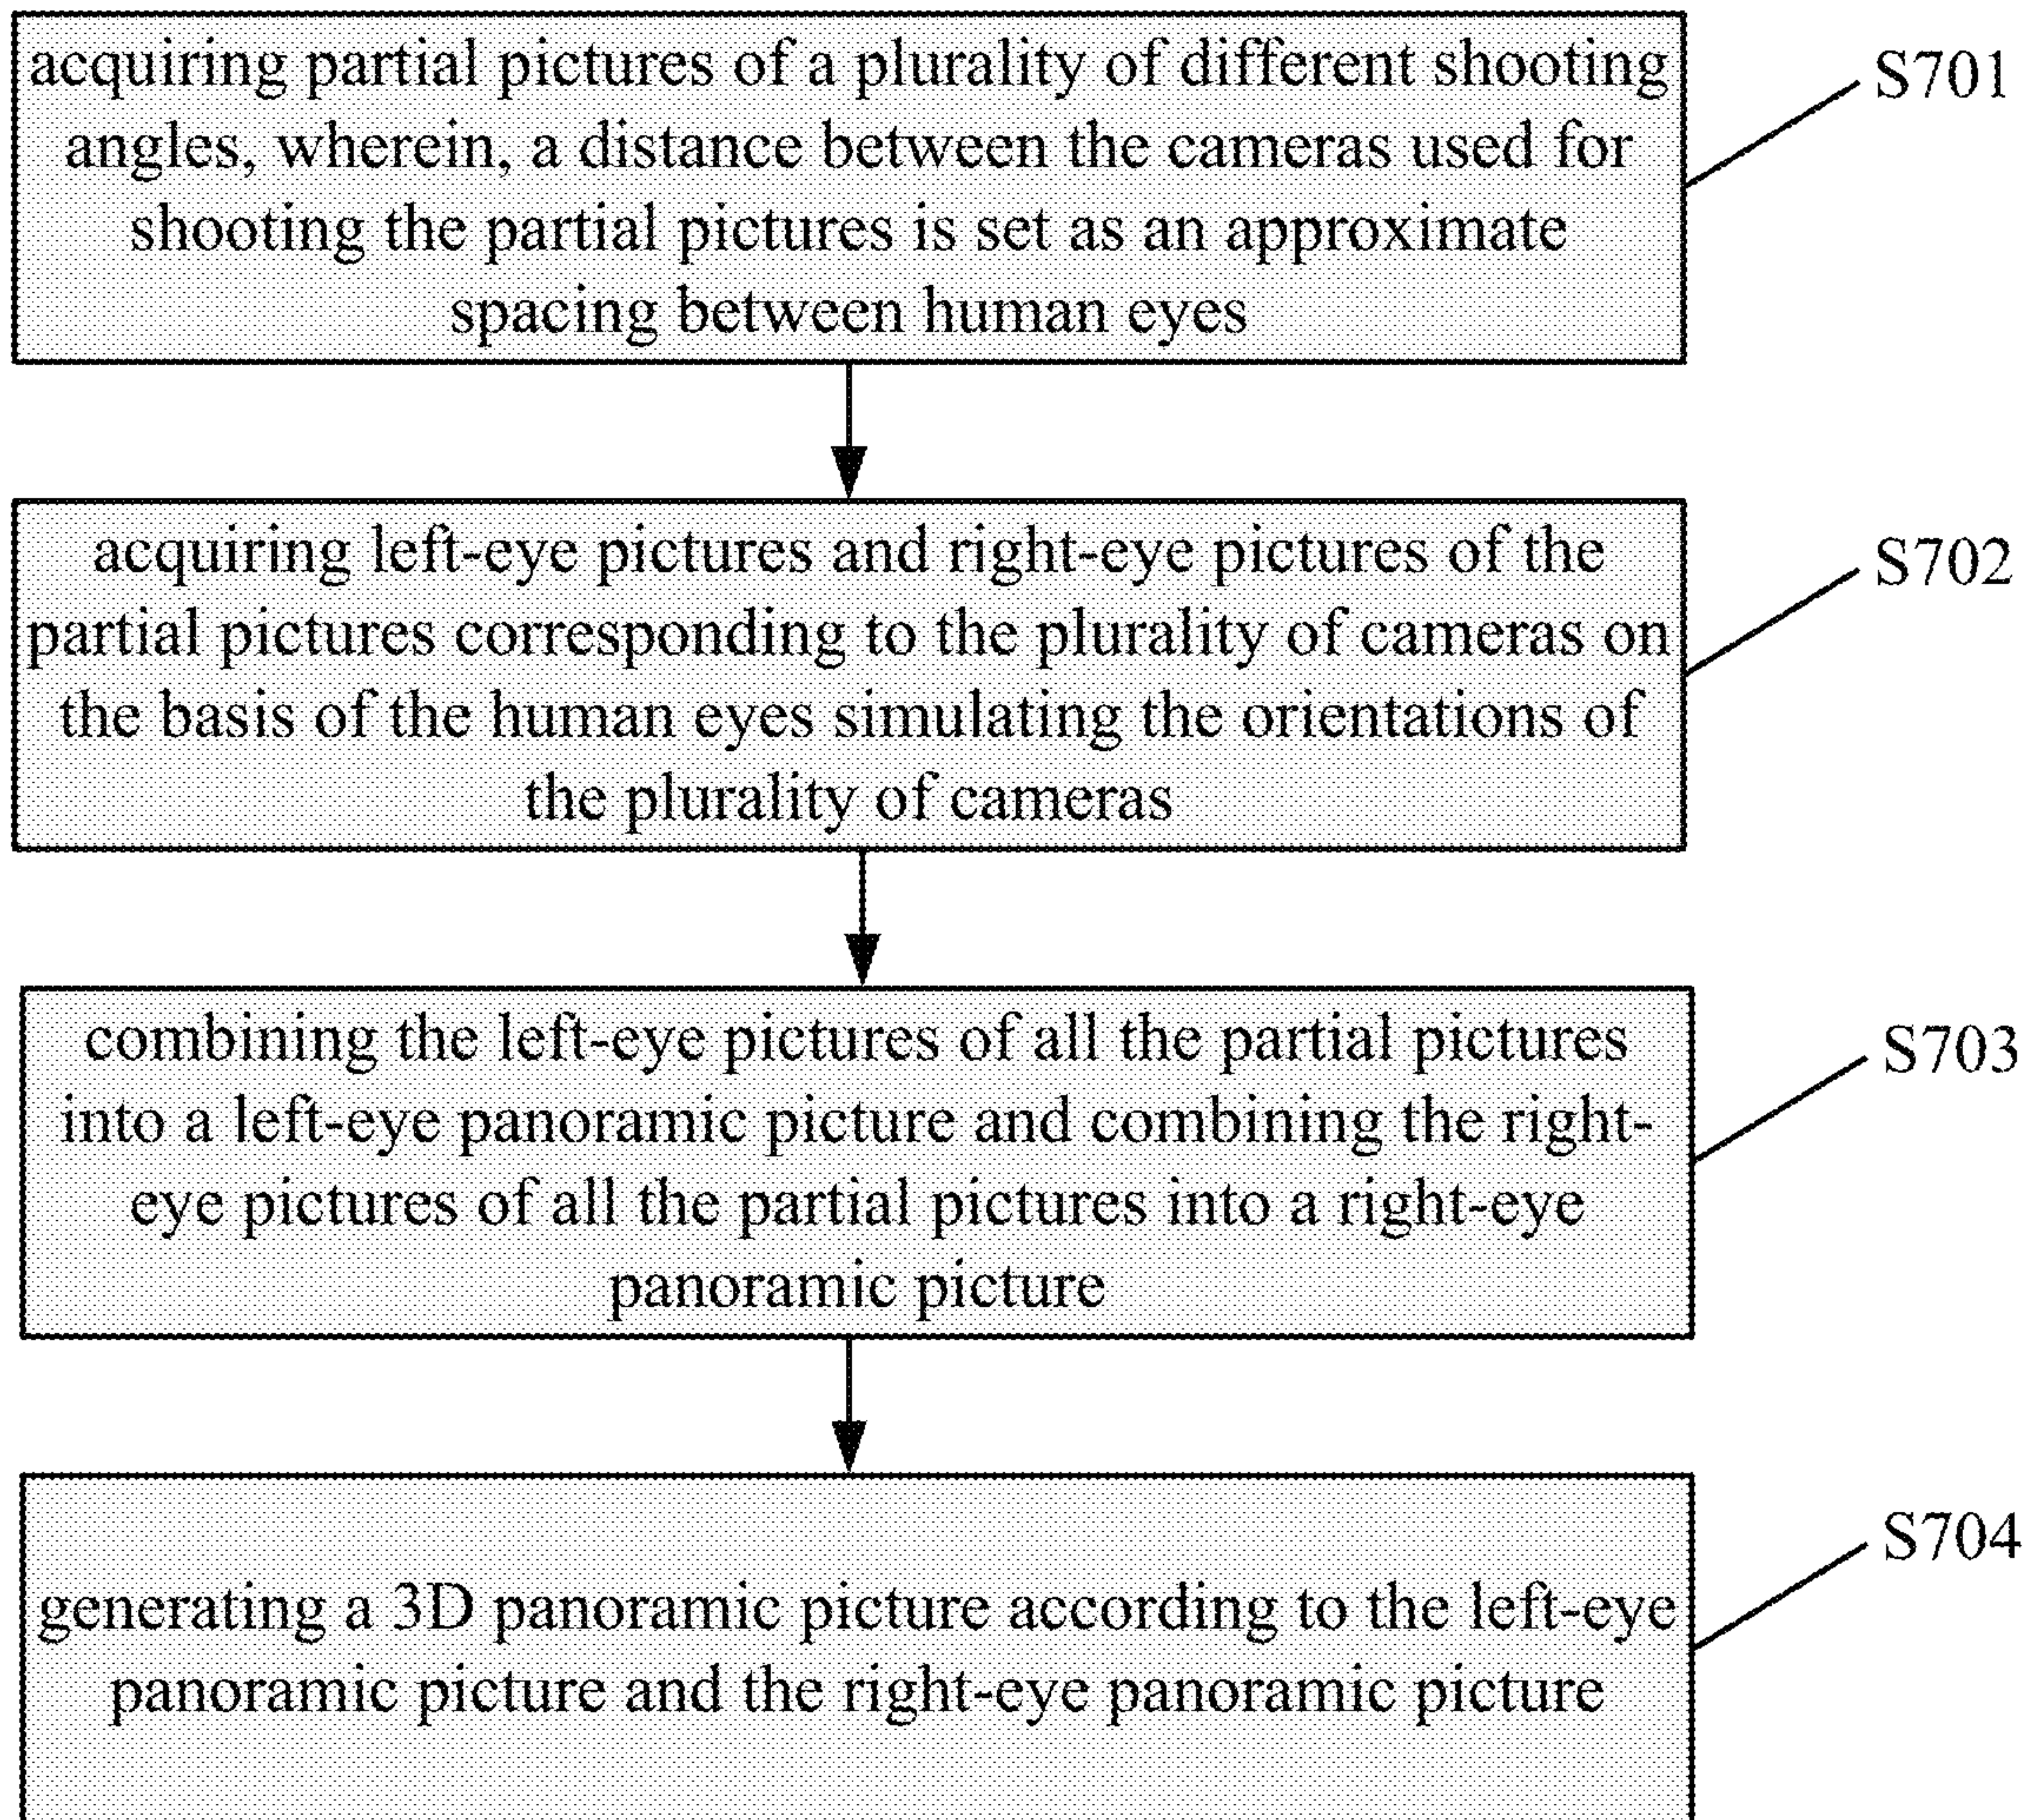 acquiring partial pictures of a plurality of different shooting
angles, wherein, a distance between the cameras used for
shooting the partial pictures is set as an approximate
spacing between human eyes
S701
acquiring left-eye pictures and right-eye pictures of the
partial pictures corresponding to the plurality of cameras on
the basis of the human eyes simulating the orientations of
the plurality of cameras
S702
combining the left-eye pictures of all the partial pictures
into a left-eye panoramic picture and combining the right-
eye pictures of all the partial pictures into a right-eye
panoramic picture
S703
generating a 3D panoramic picture according to the left-eye
panoramic picture and the right-eye panoramic picture
S704